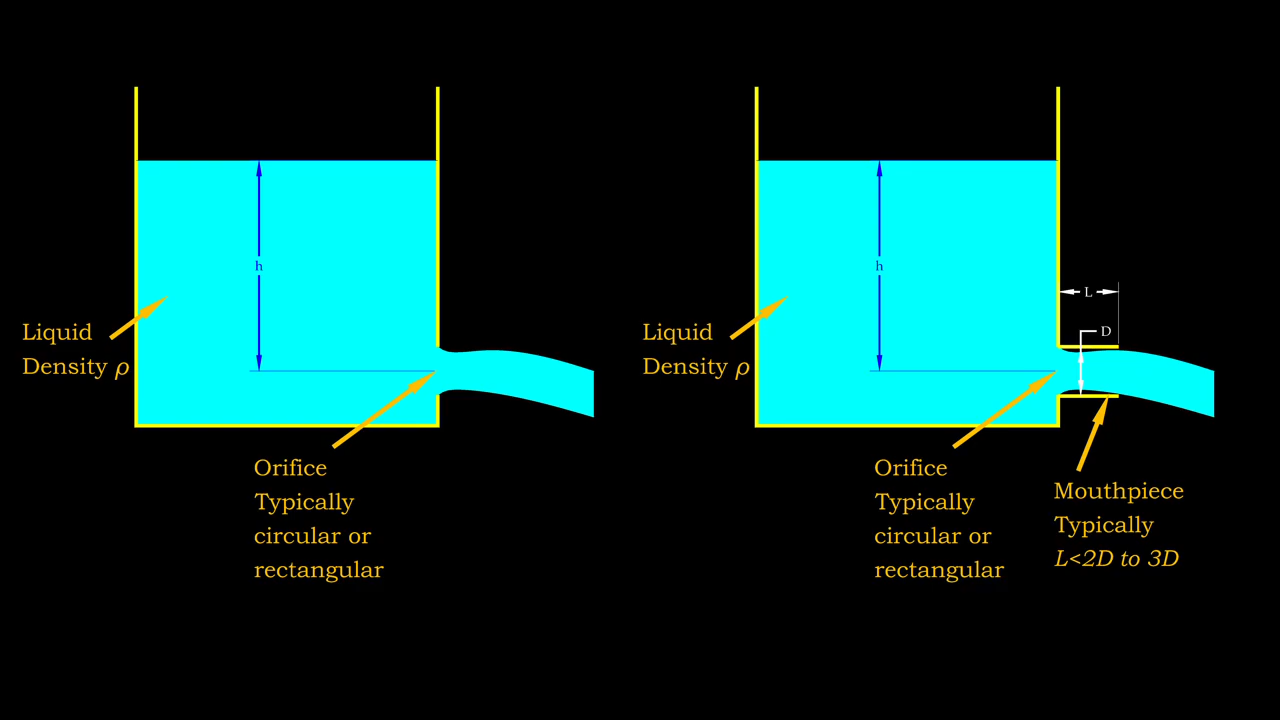 h
Liquid
Density ρ
Orifice
Typically
circular or
rectangular
h
L
D
Liquid
Density ρ
Orifice
Typically
circular or
rectangular
Mouthpiece
Typically
L<2D to 3D